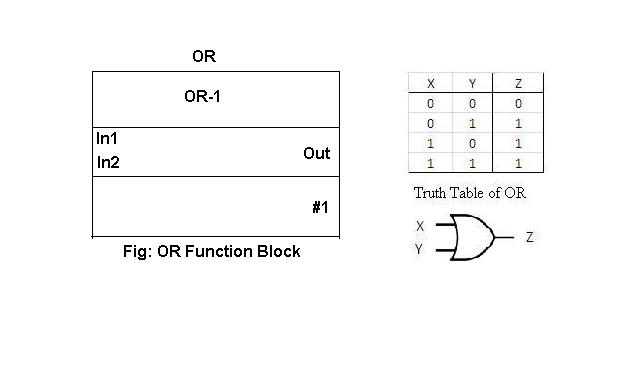 OR
OR-1
In1
In2
Out
#1
Fig: OR Function Block
X Y Z
0 0 0
0 1 1
1 0 1
1 1 1
Truth Table of OR
X
Y
Z